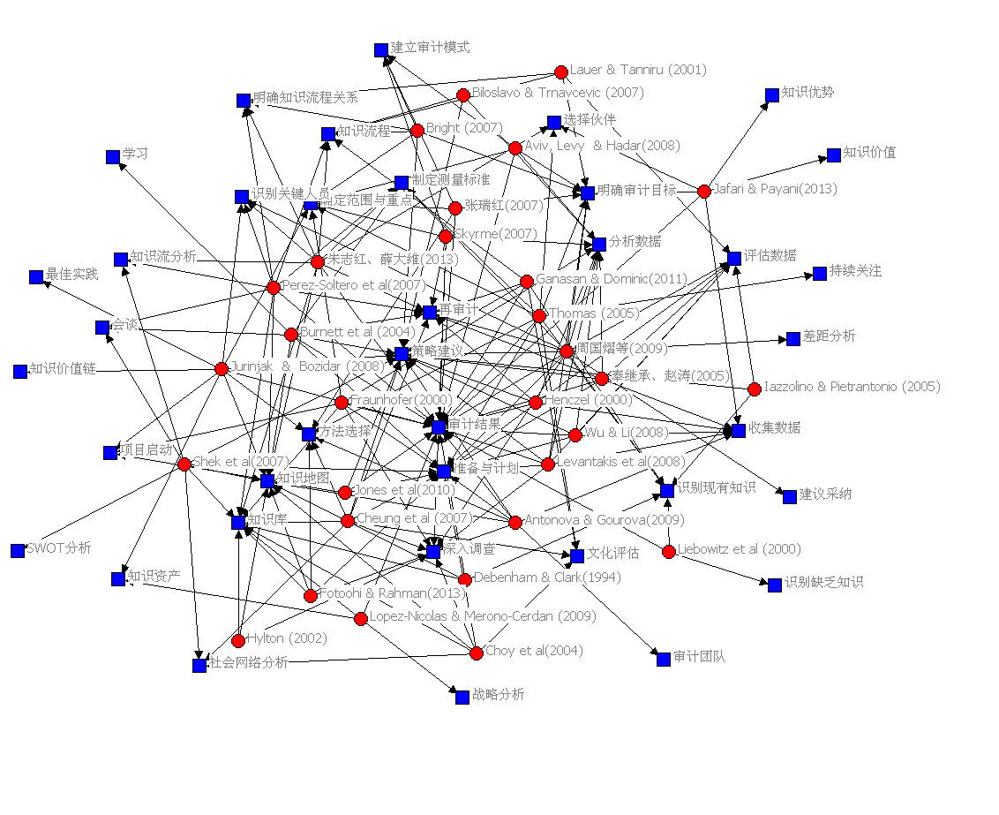 建立审计模式
Lauer & Tanniru (2001)
明确知识流程关系
Biloslavo & Trnavcevic (2007)
知识优势
选择伙伴
知识流程
Bright (2007)
Aviv, Levy & Hadar(2008)
学习
知识价值
制定测量标准
明确审计目标
Jafari & Payani(2013)
识别关键人员
确定范围与重点
张瑞红(2007)
Skyrme(2007)
分析数据
知识流分析
朱志红、薛大维(2013)
评估数据
最佳实践
持续关注
Perez-Soltero et al(2007)
Ganasan & Dominic(2011)
再审计
Thomas (2005)
会谈
Burnett et al (2004)
差距分析
策略建议
周国熠等(2009)
知识价值链
Jurinjak & Bozidar (2008)
秦继承、赵涛(2005)
Iazzolino & Pietrantonio (2005)
Fraunhofer(2000)
Henczel (2000)
审计结果
收集数据
方法选择
Wu & Li(2008)
项目启动
Shek et al(2007)
Levantakis et al(2008)
准备与计划
知识地图
Jones et al(2010)
识别现有知识
建议采纳
知识库
Cheung et al (2007)
Antonova & Gourova(2009)
SWOT分析
深入调查
文化评估
Liebowitz et al (2000)
知识资产
Debenham & Clark(1994)
识别缺乏知识
Fotoohi & Rahman(2013)
Lopez-Nicolas & Merono-Cerdan (2009)
Hylton (2002)
社会网络分析
Choy et al(2004)
审计团队
战略分析